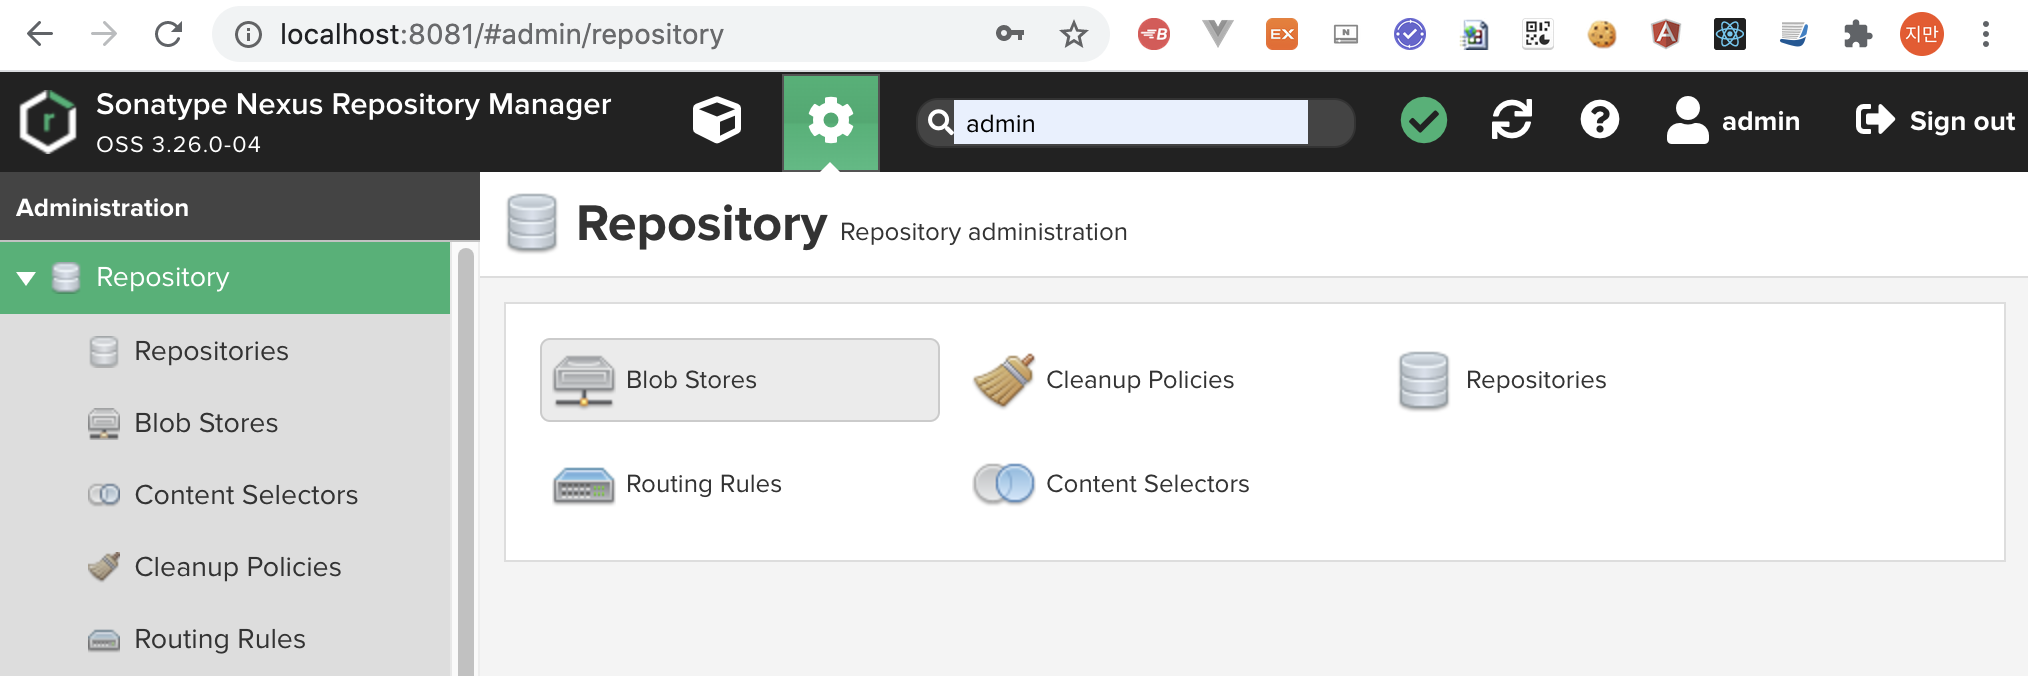 localhost:8081/#admin/repository
B
EX
N
지만
Sonatype Nexus Repository Manager
OSS 3.26.0-04
r
admin
?
admin
Sign out
Administration
Repository
Repositories
Blob Stores
Content Selectors
Cleanup Policies
Routing Rules
Repository Repository administration
Blob Stores
Cleanup Policies
Repositories
Routing Rules
Content Selectors